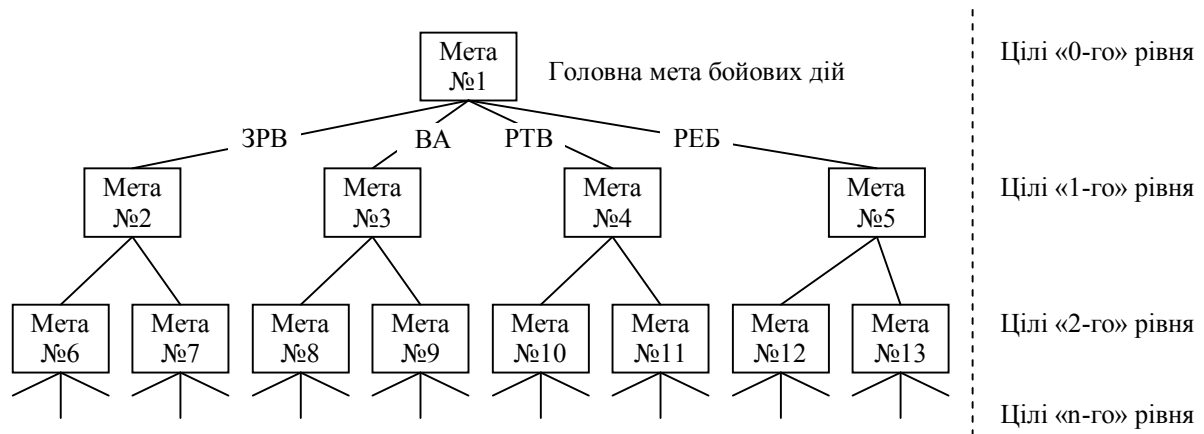 Мета
№1
Головна мета бойових дій
Цілі «0-го» рівня
ЗРВ
ВА
РТВ
РЕБ
Мета
№2
Мета
№3
Мета
№4
Мета
№5
Цілі «1-го» рівня
Мета
№6
Мета
№7
Мета
№8
Мета
№9
Мета
№10
Мета
№11
Мета
№12
Мета
№13
Цілі «2-го» рівня
Цілі «n-го» рівня